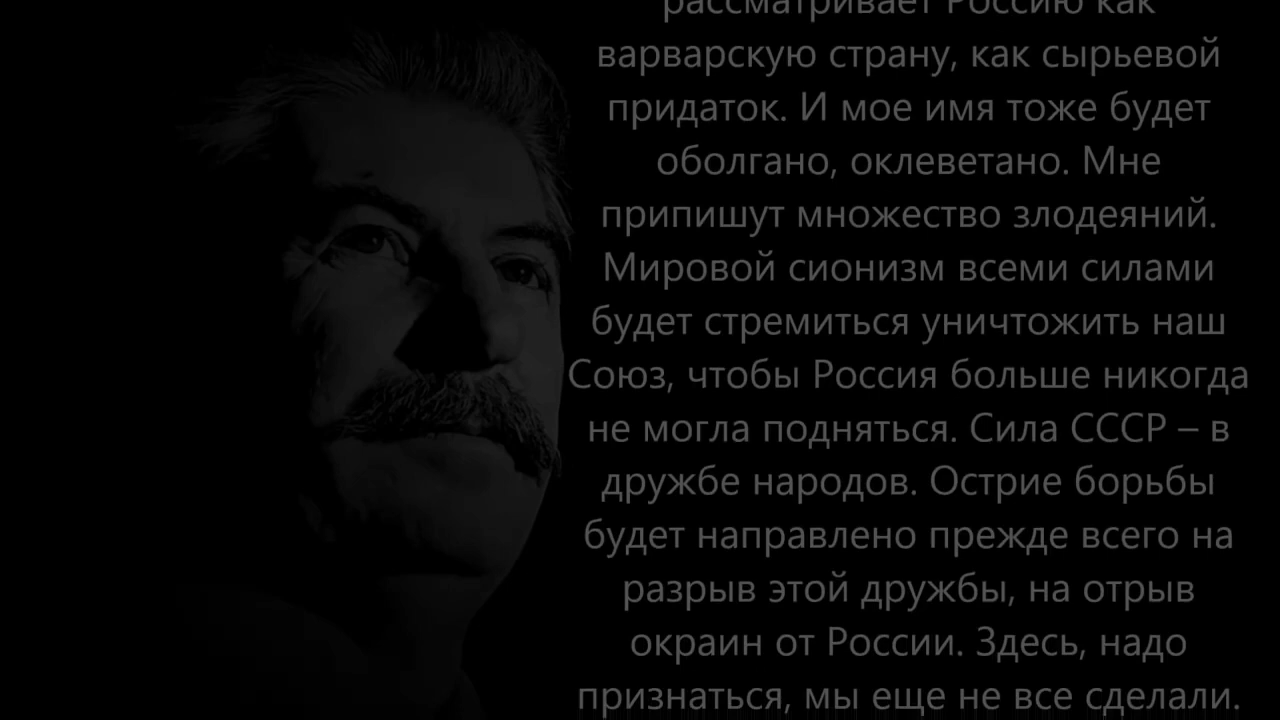 рассматривает Россию как
варварскую страну, как сырьевой
придаток. И мое имя тоже будет
оболгано, оклеветано. Мне
припишут множество злодеяний.
Мировой сионизм всеми силами
будет стремиться уничтожить наш
Союз, чтобы Россия больше никогда
не могла подняться. Сила СССР – в
дружбе народов. Острие борьбы
будет направлено прежде всего на
разрыв этой дружбы, на отрыв
окраин от России. Здесь, надо
признаться, мы еще не все сделали.